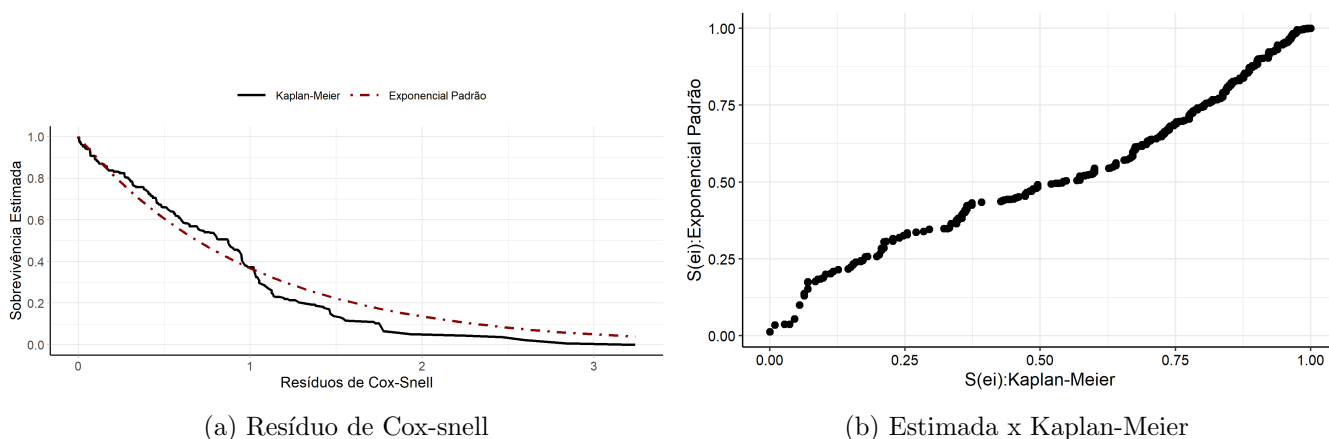 Kaplan-Meier Exponencial Padrão
Sobrevivência Estimada
1.0
0.8
0.6
0.4
0.2
0.0
0 1 2 3
Resíduos de Cox-Snell
(a) Resíduo de Cox-snell
S(ei):Exponencial Padrão
1.00
0.75
0.50
0.25
0.00
0.00 0.25 0.50 0.75 1.00
S(ei):Kaplan-Meier
(b) Estimada x Kaplan-Meier